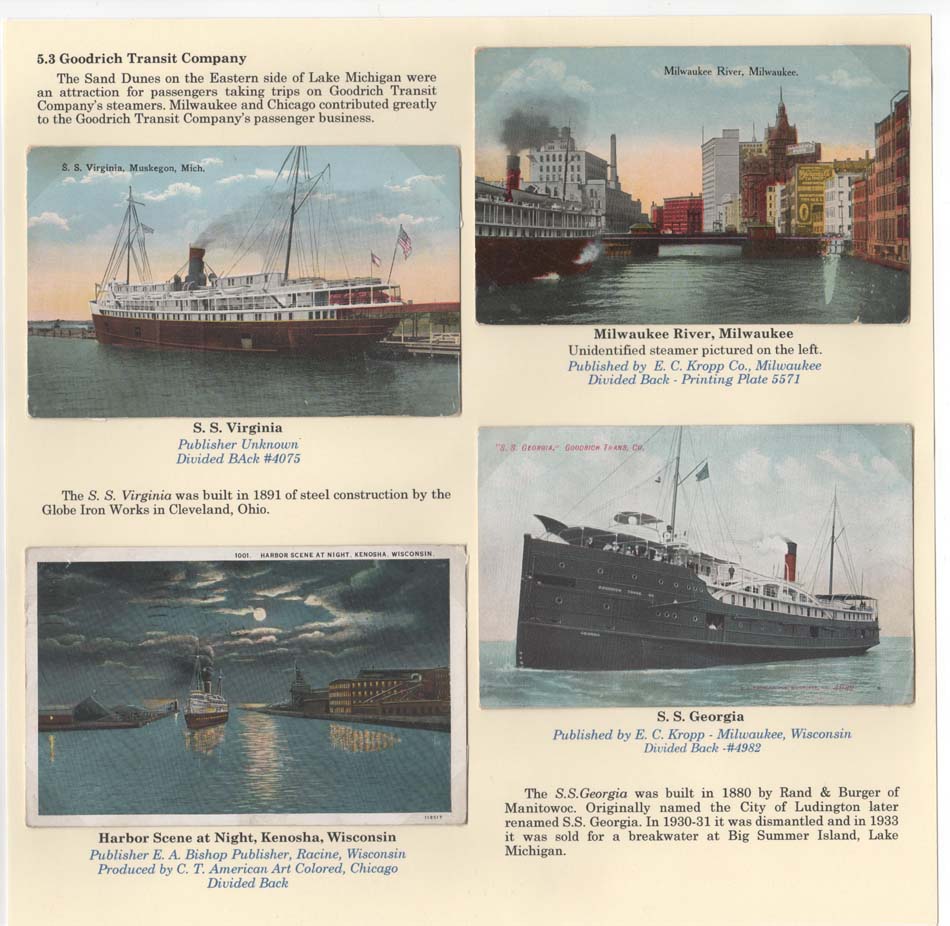 5.3 Goodrich Transit Company
The Sand Dunes on the Eastern side of Lake Michigan were
an attraction for passengers taking trips on Goodrich Transit
Company's steamers. Milwaukee and Chicago contributed greatly
to the Goodrich Transit Company's passenger business.
S. S. Virginia, Muskegon, Mich.
S. S. Virginia
Publisher Unknown
Divided BAck #4075
The S. S. Virginia was built in 1891 of steel construction by the
Globe Iron Works in Cleveland, Ohio.
1001. HARBOR SCENE AT NIGHT, KENOSHA, WISCONSIN.
Harbor Scene at Night, Kenosha, Wisconsin
Publisher E. A. Bishop Publisher, Racine, Wisconsin
Produced by C. T. American Art Colored, Chicago
Divided Back
Milwaukee River, Milwaukee.
Milwaukee River, Milwaukee
Unidentified steamer pictured on the left.
Published by E. C. Kropp Co., Milwaukee
Divided Back - Printing Plate 5571
"S. S. GEORGIA," GOODRICH TRANS. CO.
GOODRICH TRANS. CO.
GEORGIA
S. S. Georgia
Published by E. C. Kropp - Milwaukee, Wisconsin
Divided Back -#4982
The S.S.Georgia was built in 1880 by Rand & Burger of
Manitowoc. Originally named the City of Ludington later
renamed S.S. Georgia. In 1930-31 it was dismantled and in 1933
it was sold for a breakwater at Big Summer Island, Lake
Michigan.